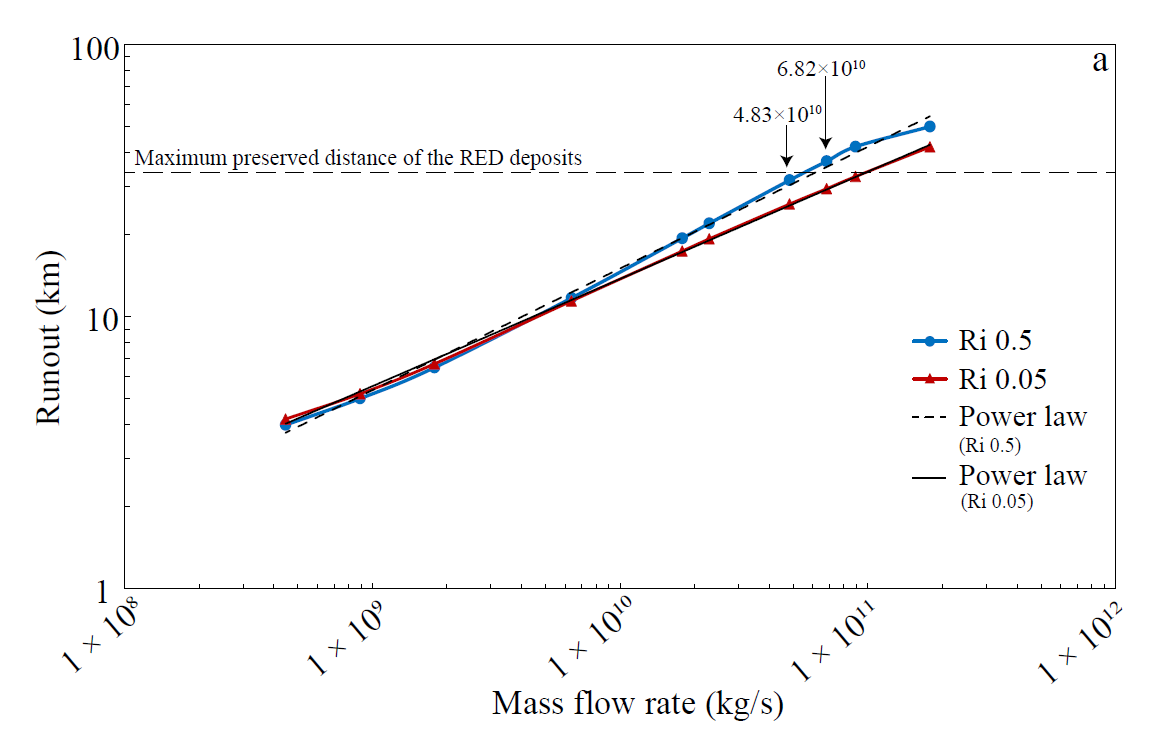 100
a
6.82×10¹⁰
4.83×10¹⁰
Maximum preserved distance of the RED deposits
10
Runout (km)
Ri 0.5
Ri 0.05
Power law
(Ri 0.5)
Power law
(Ri 0.05)
1
1 × 10⁸
1 × 10⁹
1 × 10¹⁰
1 × 10¹¹
1 × 10¹²
Mass flow rate (kg/s)